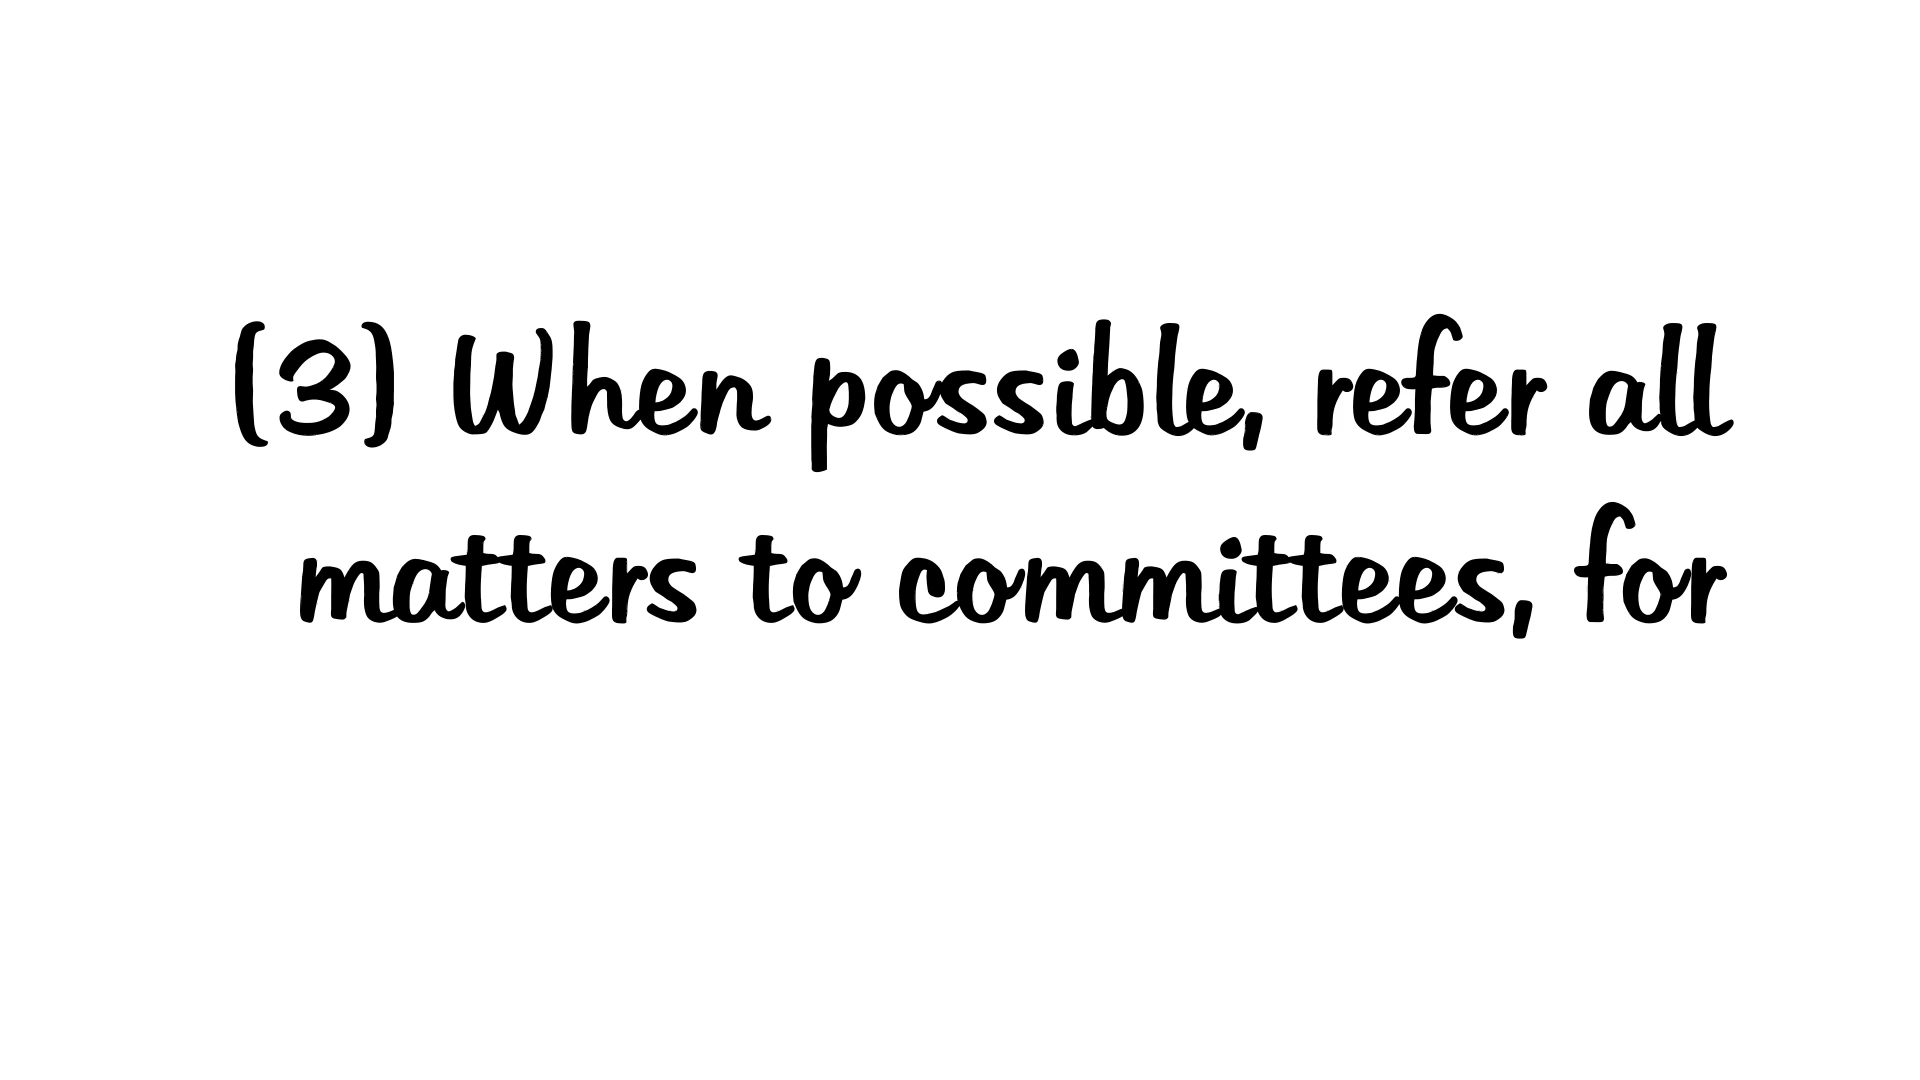 (3) When possible, refer all
matters to committees, for